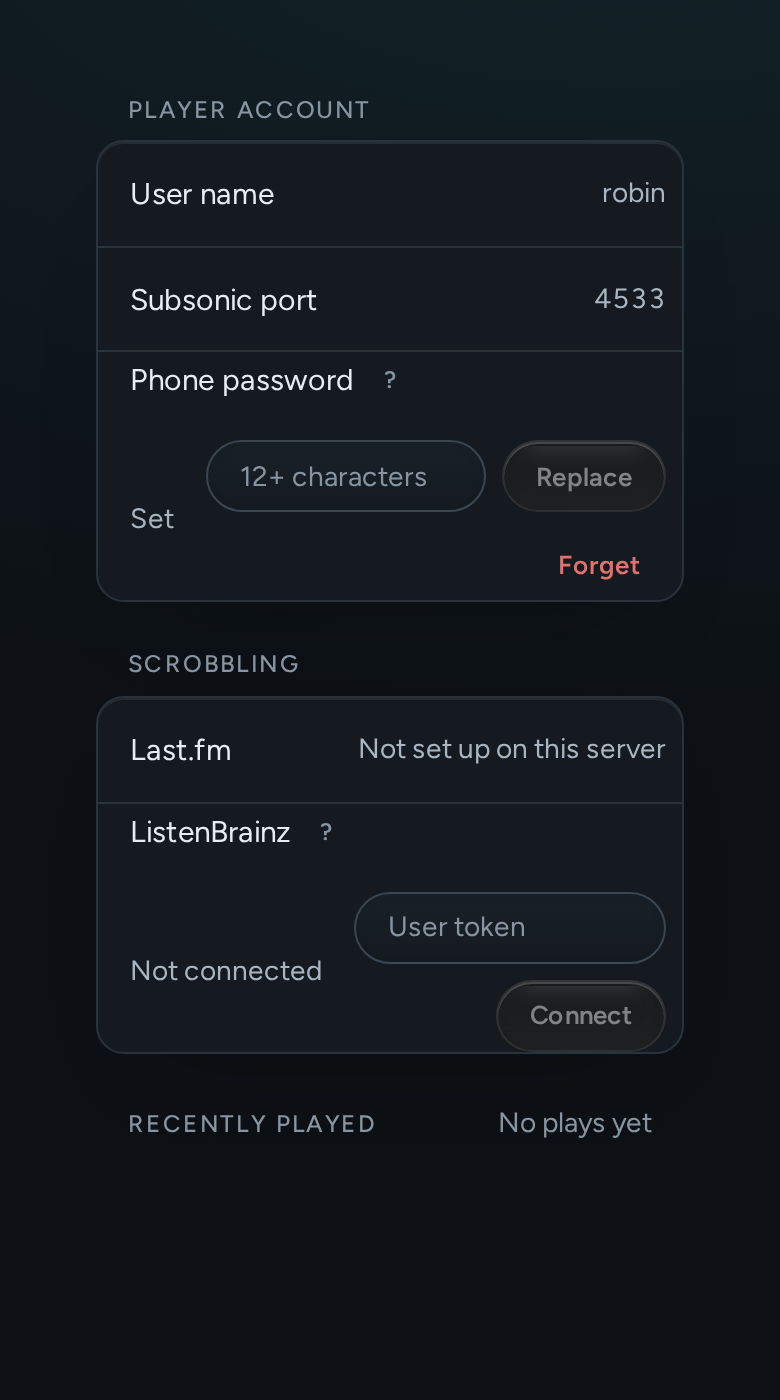 PLAYER ACCOUNT
User name robin
Subsonic port 4533
Phone password ?
12+ characters Replace
Set
Forget
SCROBBLING
Last.fm Not set up on this server
ListenBrainz ?
User token
Not connected
Connect
RECENTLY PLAYED No plays yet